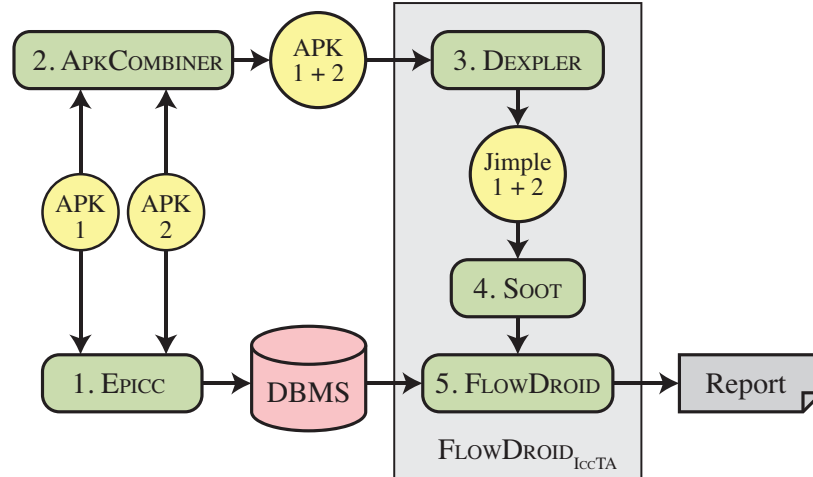 2. APKCOMBINER
APK
1 + 2
3. DEXPLER
Jimple
1 + 2
APK
1
APK
2
4. SOOT
1. EPICC
DBMS
5. FLOWDROID
Report
FLOWDROID_ICCTA